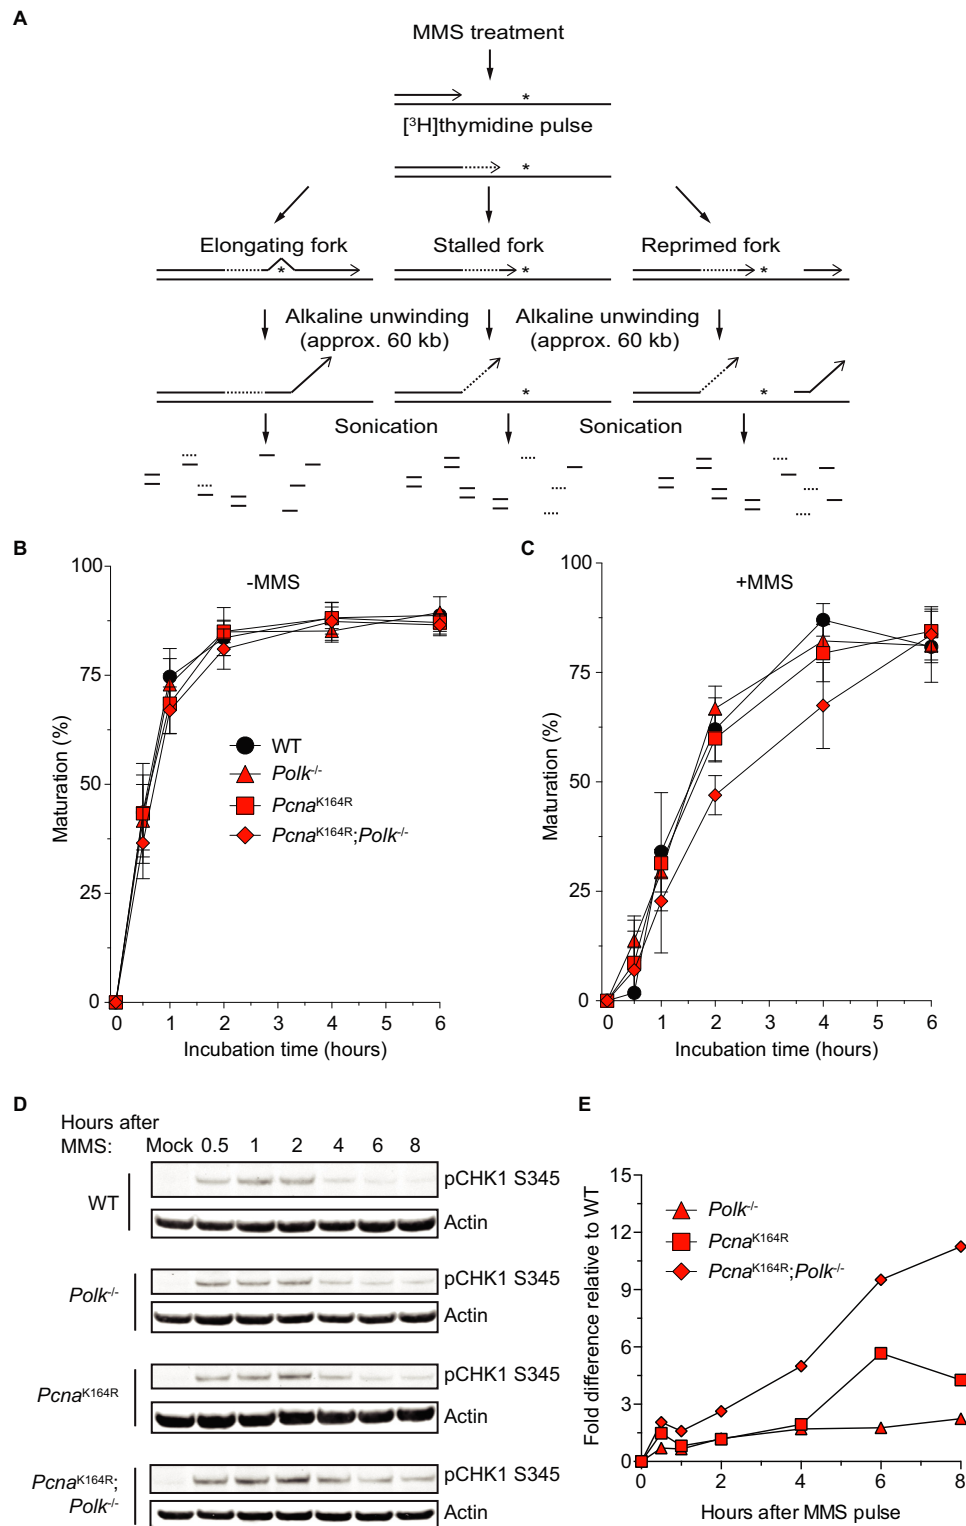 A
MMS treatment
*
[³H]thymidine pulse
*
Elongating fork Stalled fork Reprimed fork
* * *
Alkaline unwinding Alkaline unwinding
(approx. 60 kb) (approx. 60 kb)
* *
Sonication Sonication
B
-MMS
Maturation (%)
100
75
50
25
0
WT
Polk-/-
PcnaK164R
PcnaK164R;Polk-/-
0 1 2 3 4 5 6
Incubation time (hours)
C
+MMS
Maturation (%)
100
75
50
25
0
0 1 2 3 4 5 6
Incubation time (hours)
D
Hours after
MMS: Mock 0.5 1 2 4 6 8
WT
pCHK1 S345
Actin
Polk-/-
pCHK1 S345
Actin
PcnaK164R
pCHK1 S345
Actin
PcnaK164R;
Polk-/-
pCHK1 S345
Actin
E
Fold difference relative to WT
15
12
9
6
3
0
Polk-/-
PcnaK164R
PcnaK164R;Polk-/-
0 2 4 6 8
Hours after MMS pulse